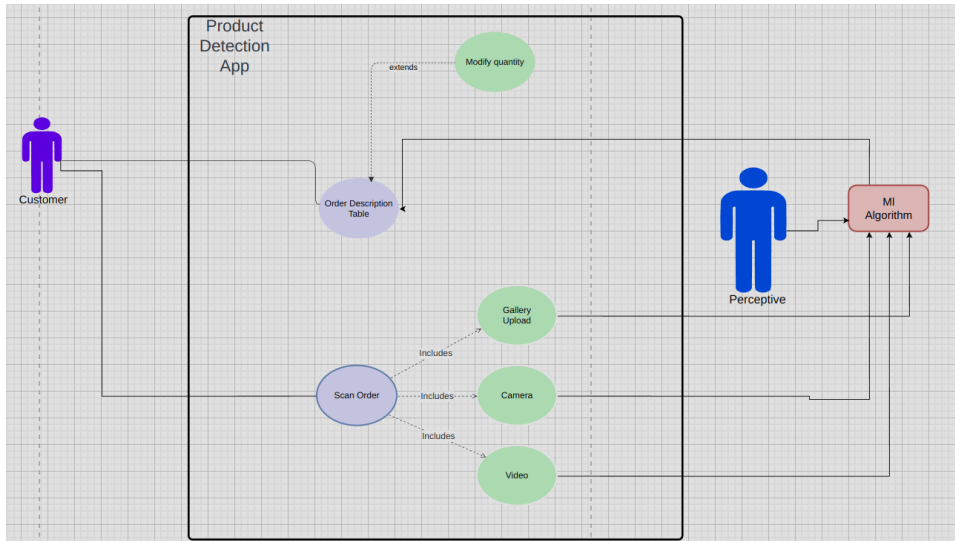 Product
Detection
App
Modify quantity
extends
Customer
Order Description
Table
MI
Algorithm
Perceptive
Gallery
Upload
Includes
Scan Order
Includes
Camera
Includes
Video